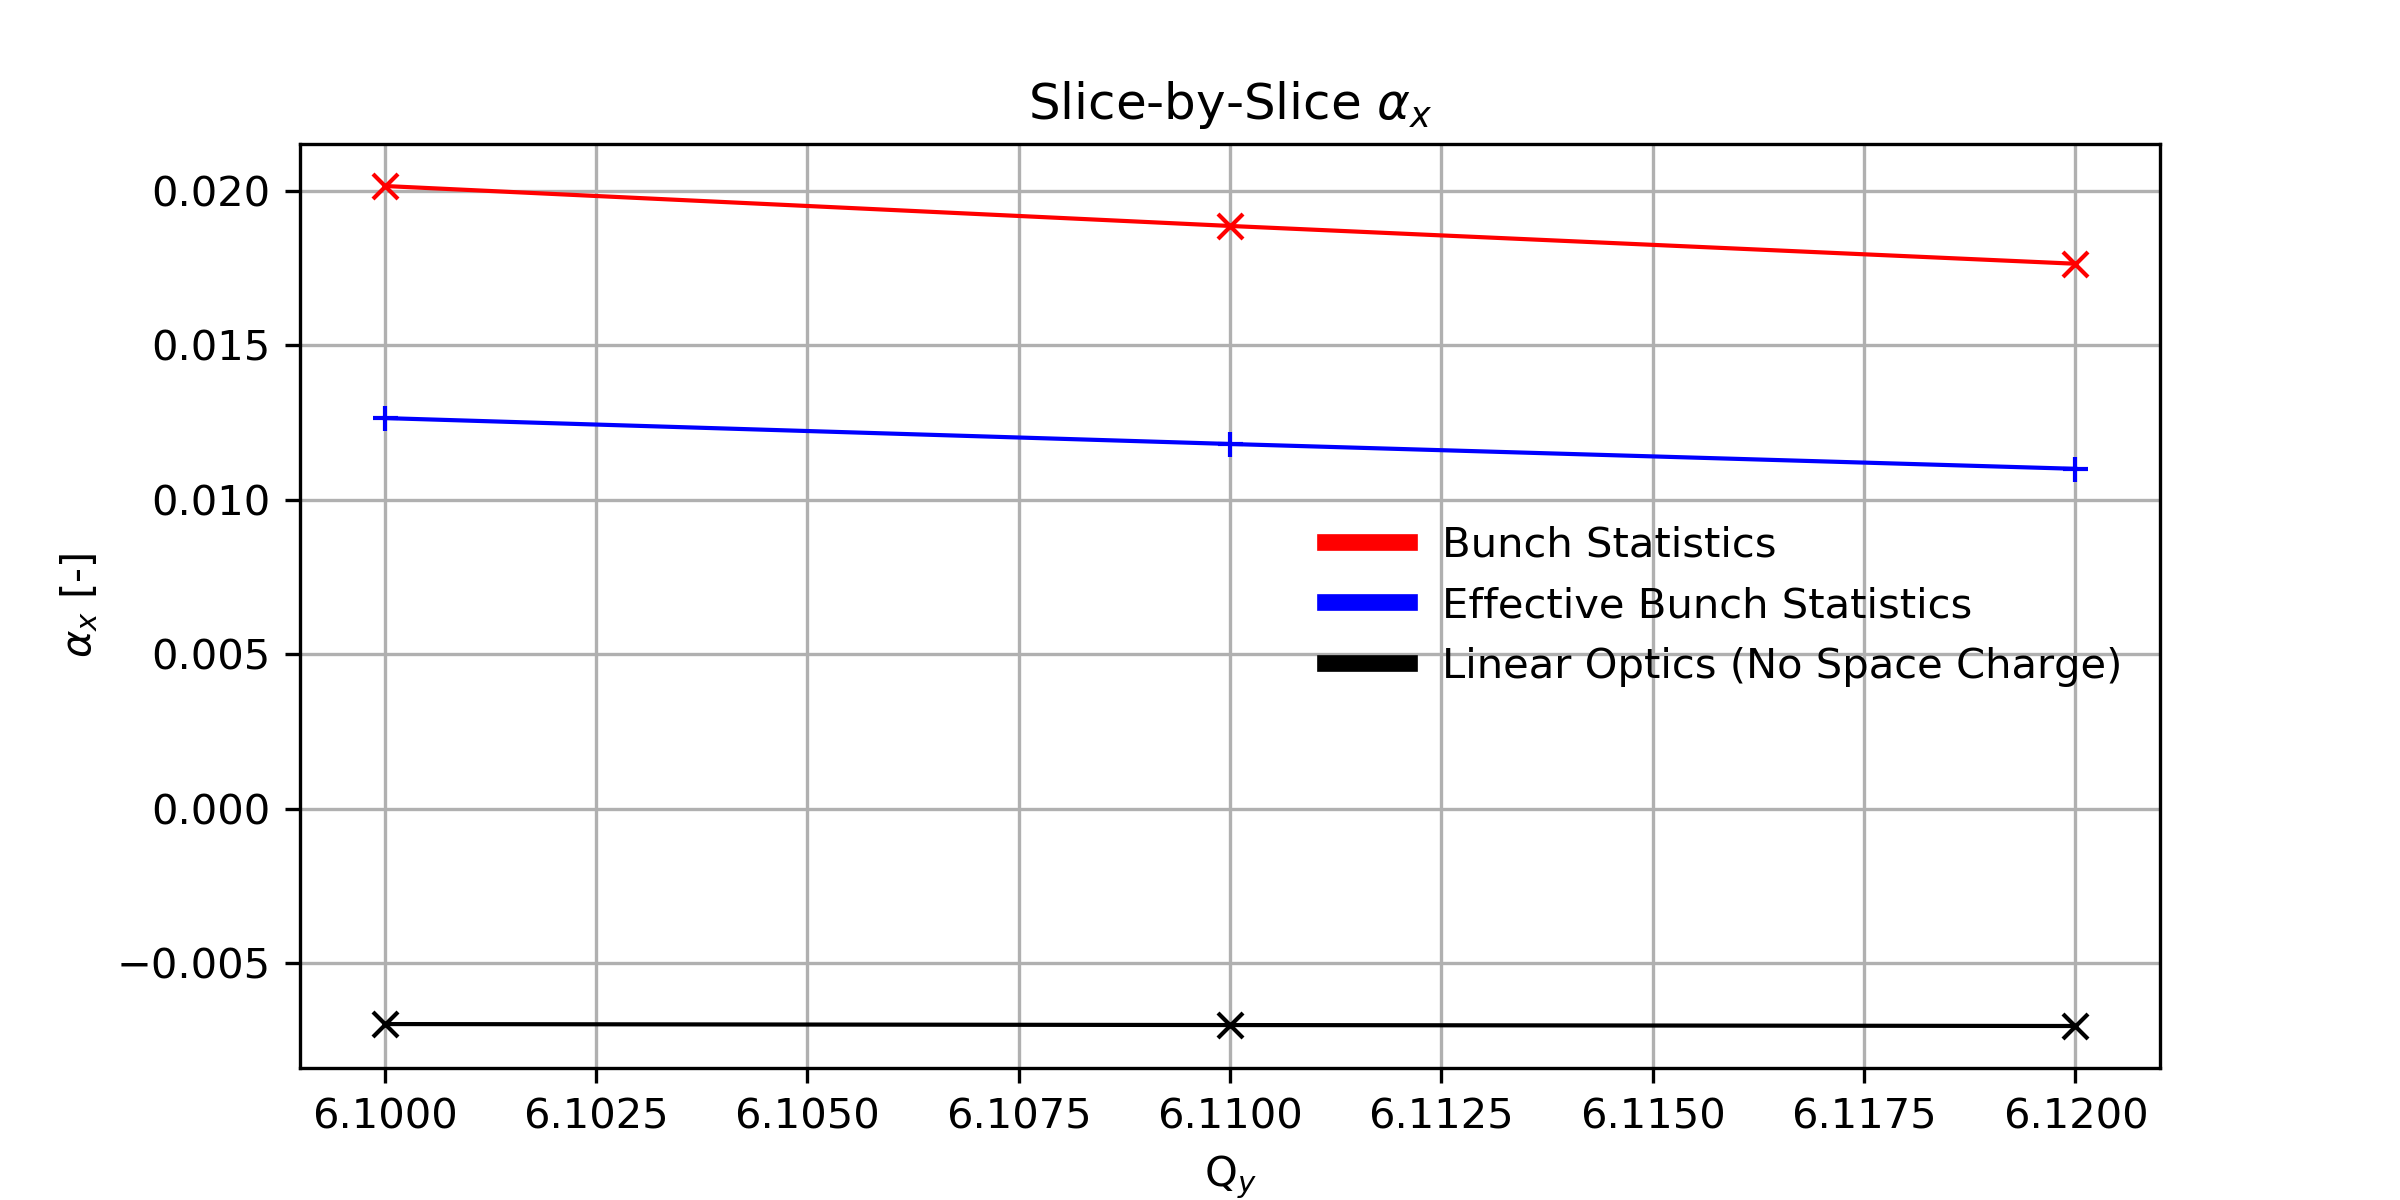 Slice-by-Slice αₓ
0.020
0.015
0.010
0.005
0.000
−0.005
αₓ [-]
Bunch Statistics
Effective Bunch Statistics
Linear Optics (No Space Charge)
6.1000 6.1025 6.1050 6.1075 6.1100 6.1125 6.1150 6.1175 6.1200
Q_y